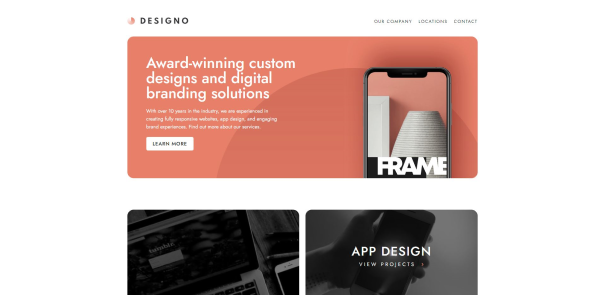 DESIGNO
OUR COMPANY LOCATIONS CONTACT
Award-winning custom
designs and digital
branding solutions
With over 10 years in the industry, we are experienced in
creating fully responsive websites, app design, and engaging
brand experiences. Find out more about our services.
LEARN MORE
FRAME
APP DESIGN
VIEW PROJECTS